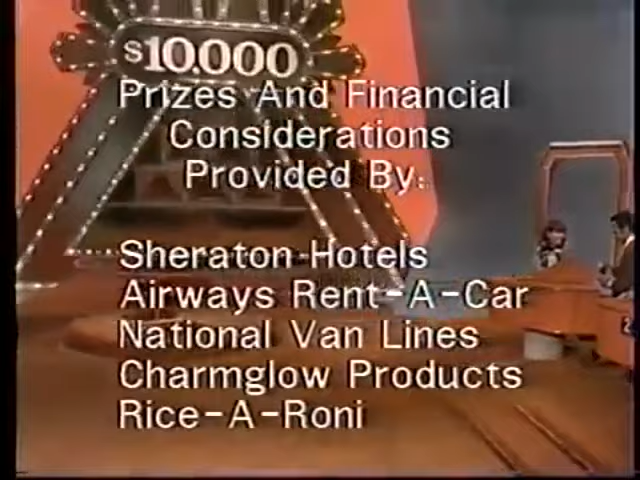 $10,000
Prizes And Financial
Considerations
Provided By:
Sheraton Hotels
Airways Rent-A-Car
National Van Lines
Charmglow Products
Rice-A-Roni